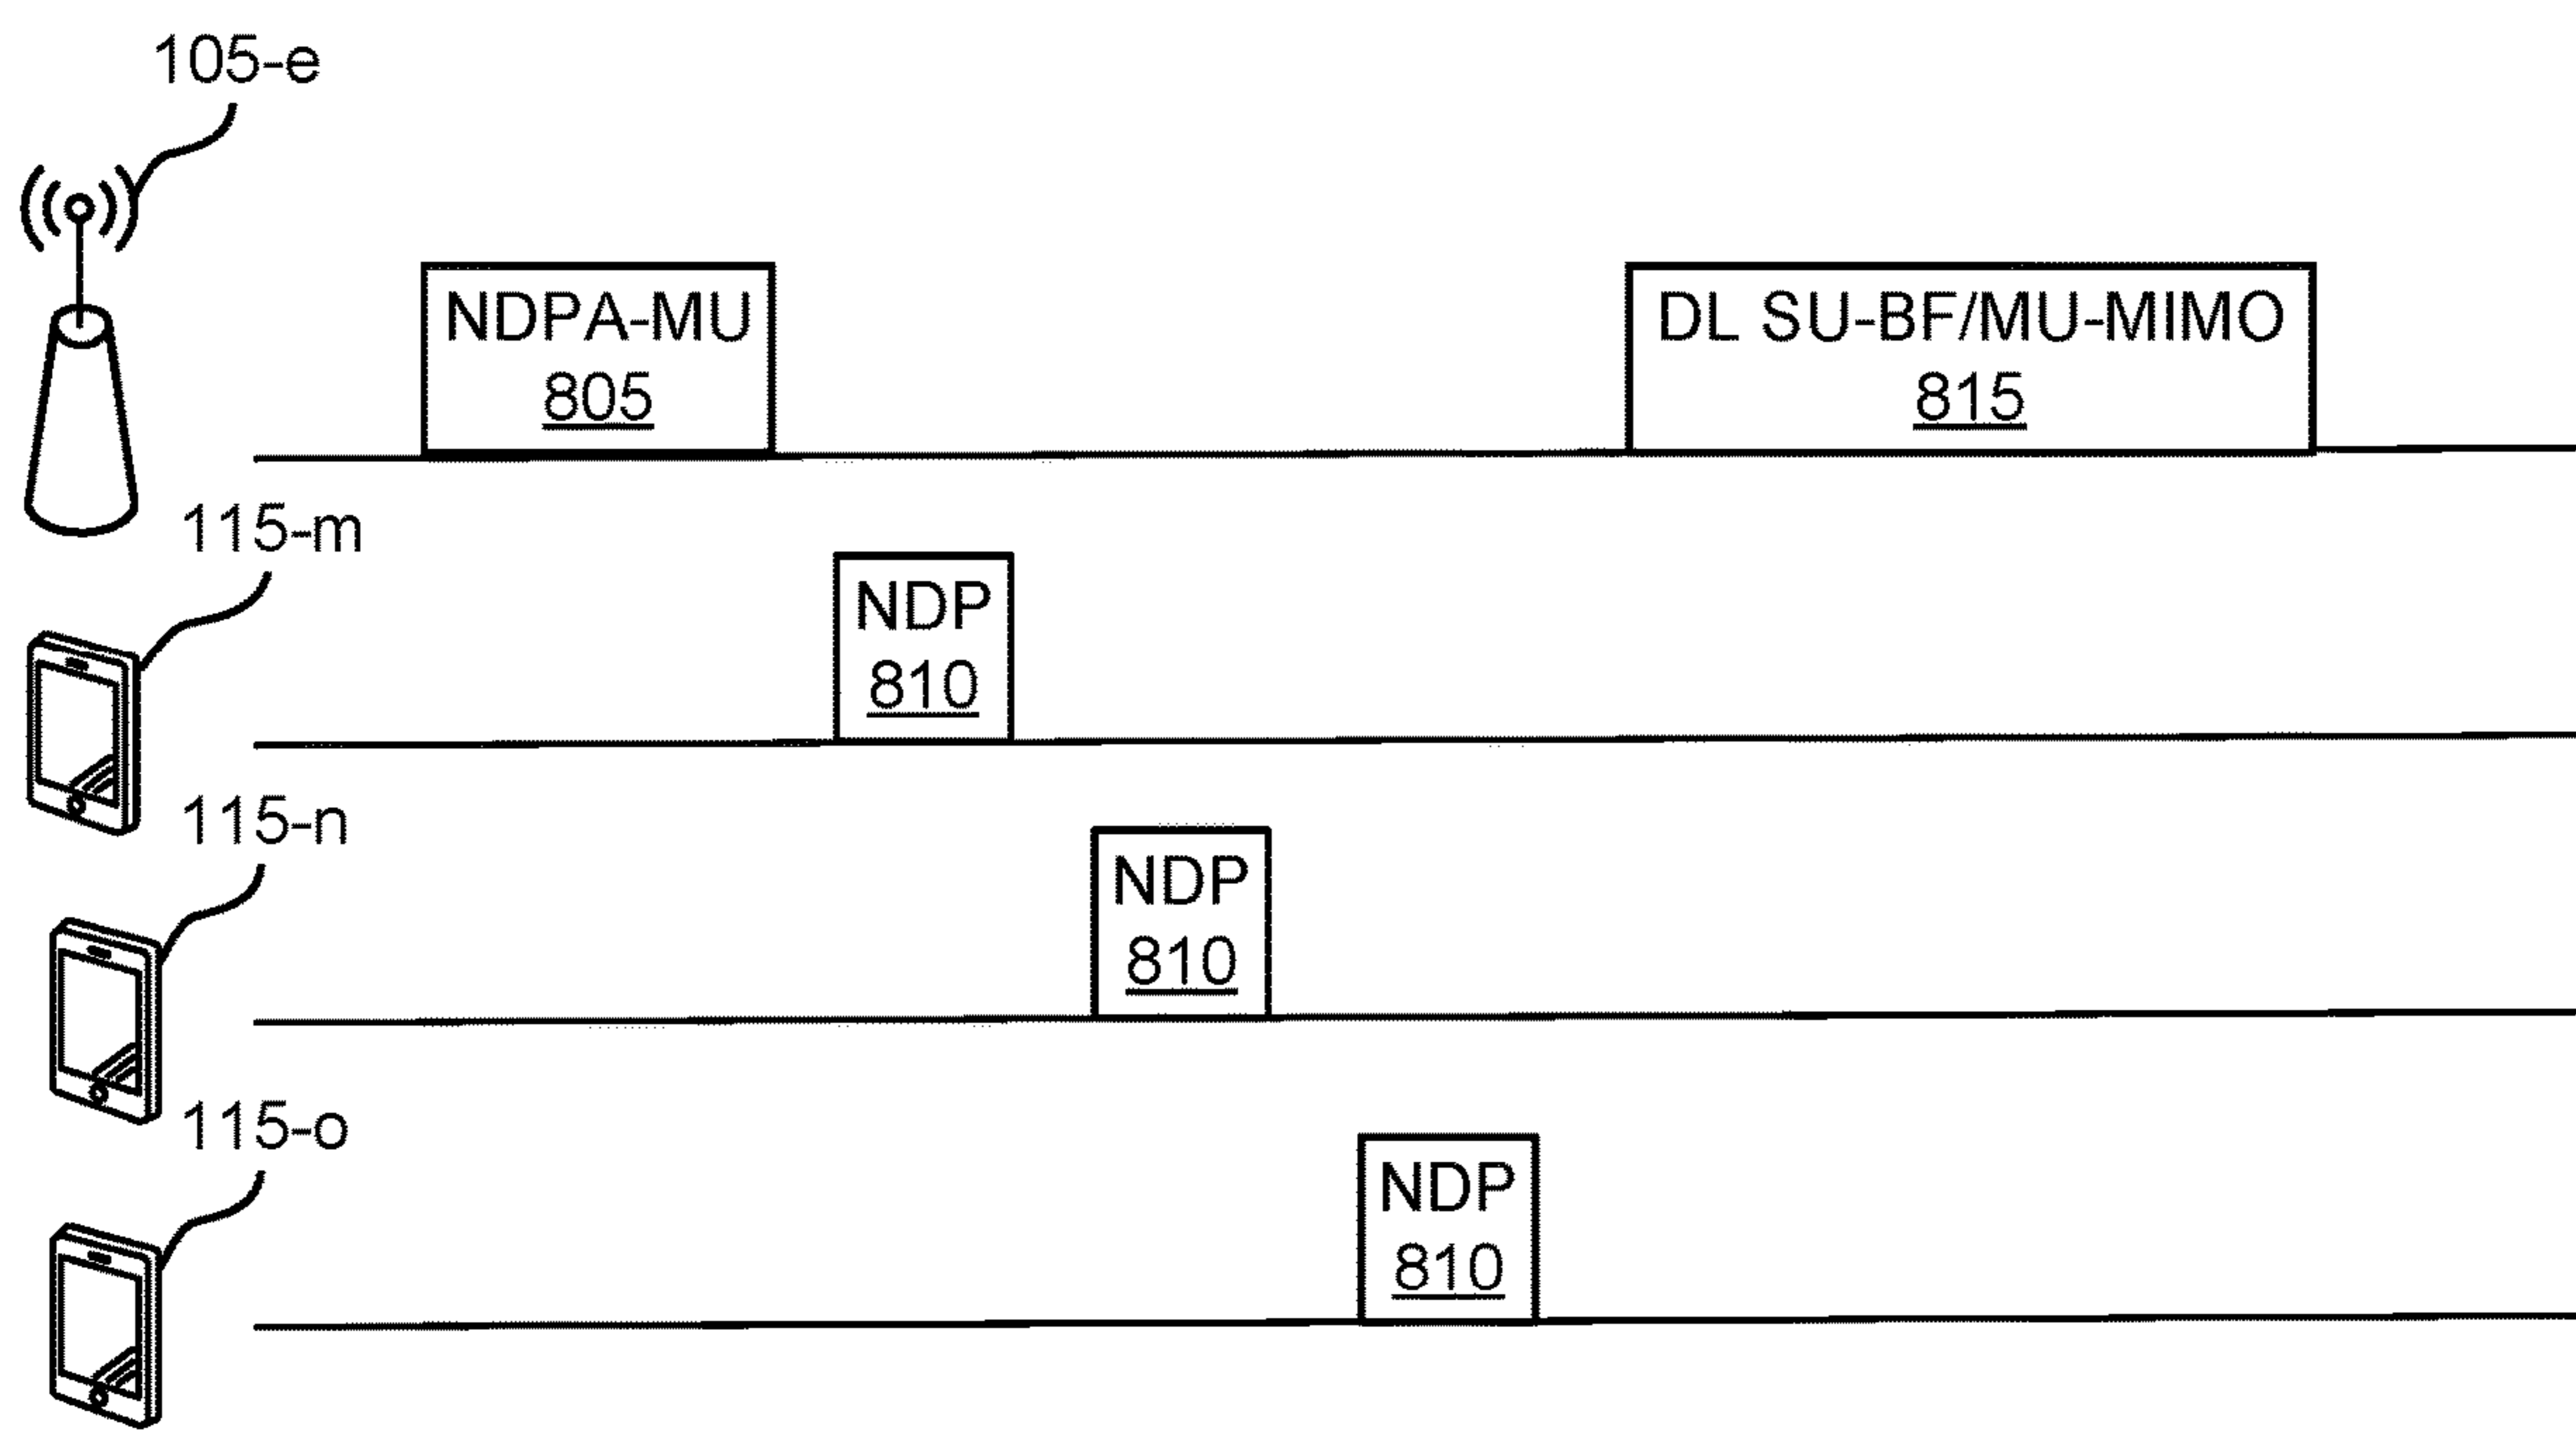 105-e
NDPA-MU
805
DL SU-BF/MU-MIMO
815
115-m
NDP
810
115-n
NDP
810
115-o
NDP
810